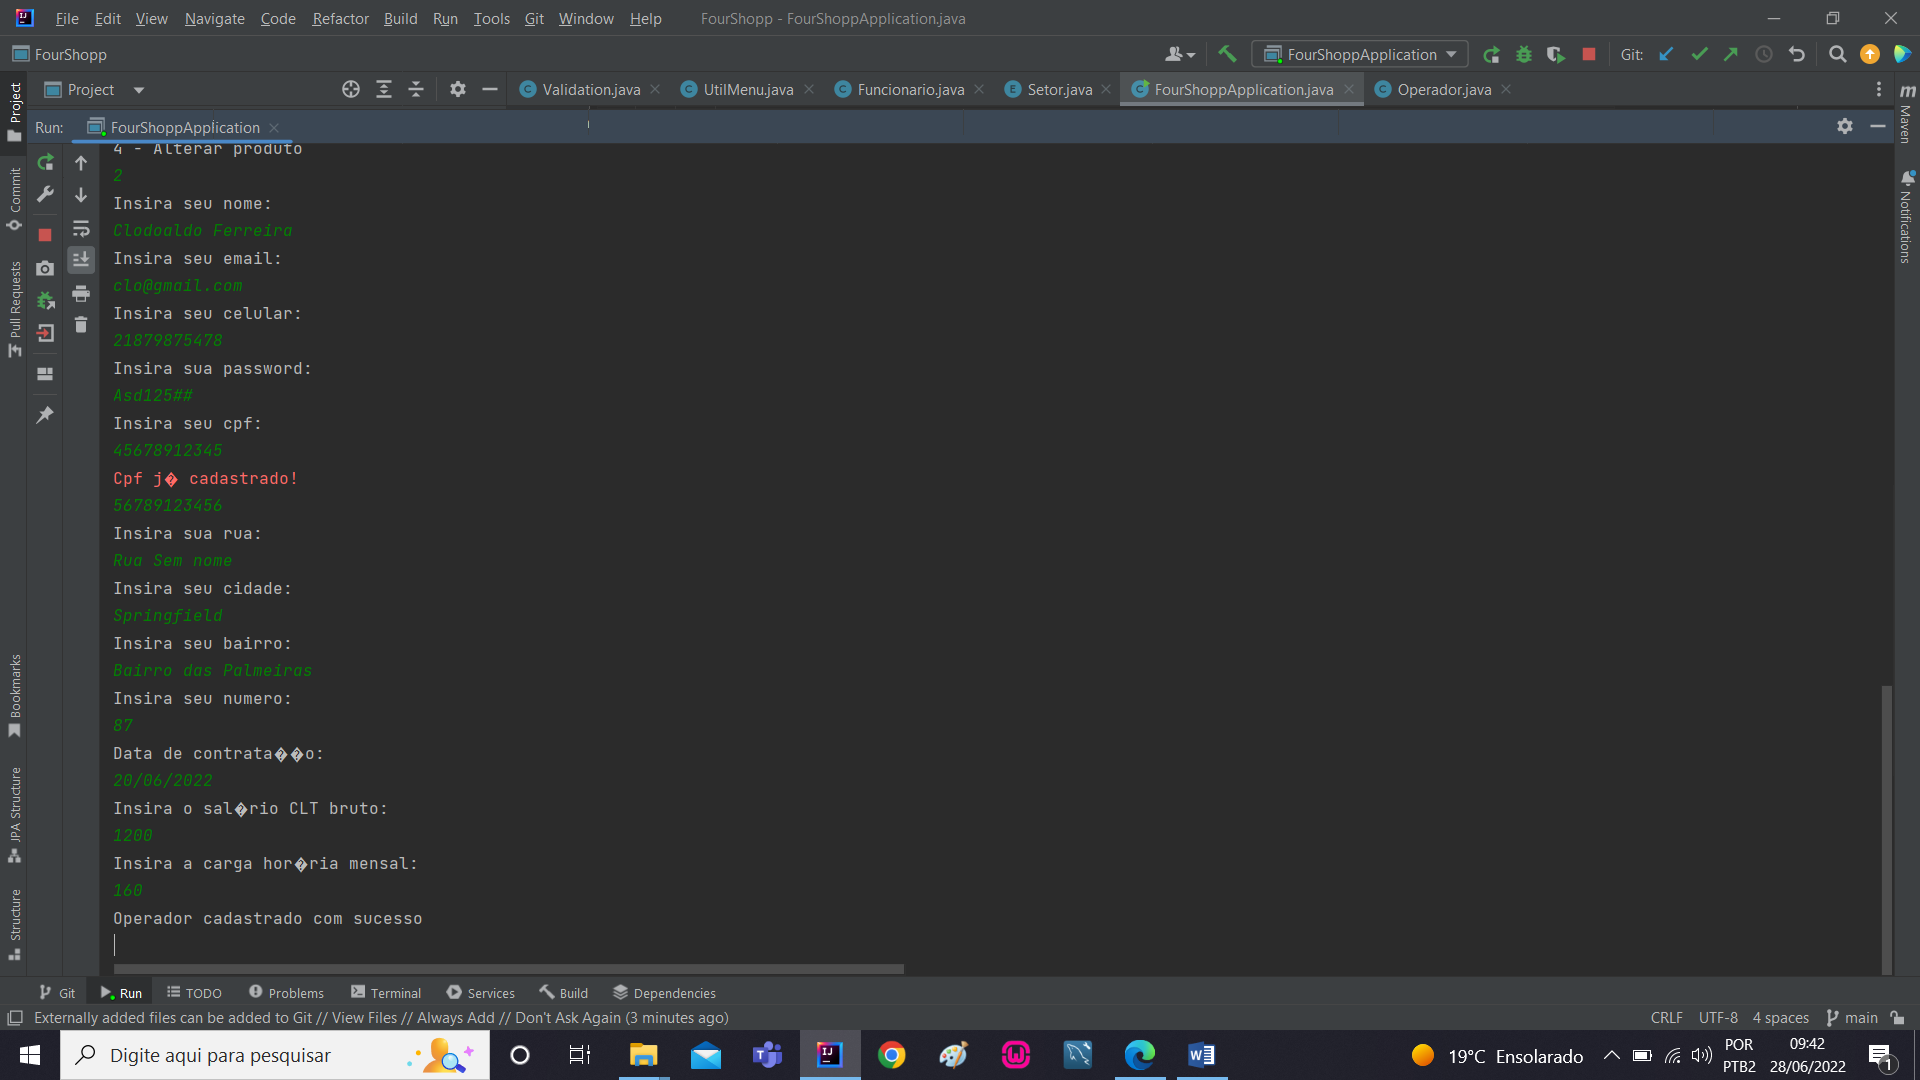 File Edit View Navigate Code Refactor Build Run Tools Git Window Help FourShopp - FourShoppApplication.java
FourShopp FourShoppApplication Git:
Project Validation.java UtilMenu.java Funcionario.java Setor.java FourShoppApplication.java Operador.java
Run: FourShoppApplication
4 - Alterar produto
2
Insira seu nome:
Clodoaldo Ferreira
Insira seu email:
clo@gmail.com
Insira seu celular:
21879875478
Insira sua password:
Asd125##
Insira seu cpf:
45678912345
Cpf j� cadastrado!
56789123456
Insira sua rua:
Rua Sem nome
Insira seu cidade:
Springfield
Insira seu bairro:
Bairro das Palmeiras
Insira seu numero:
87
Data de contrata��o:
20/06/2022
Insira o sal�rio CLT bruto:
1200
Insira a carga hor�ria mensal:
160
Operador cadastrado com sucesso
Project
Commit
Pull Requests
Bookmarks
JPA Structure
Structure
Maven
Notifications
Git Run TODO Problems Terminal Services Build Dependencies
Externally added files can be added to Git // View Files // Always Add // Don't Ask Again (3 minutes ago) CRLF UTF-8 4 spaces main
Digite aqui para pesquisar 19°C Ensolarado POR 09:42
PTB2 28/06/2022 1